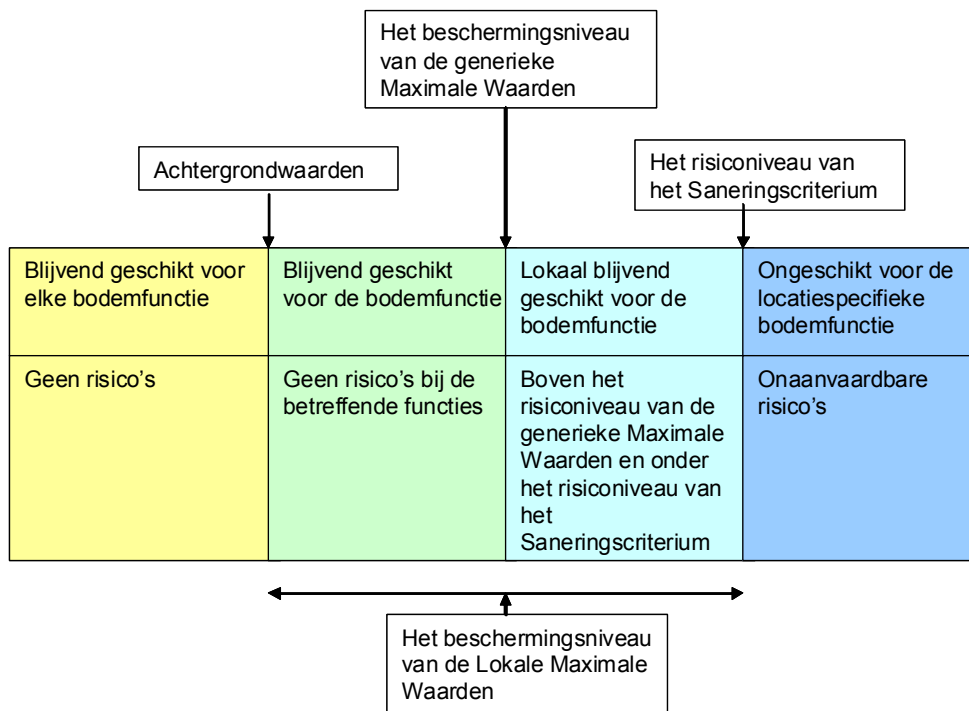 Het beschermingsniveau
van de generieke
Maximale Waarden
Achtergrondwaarden
Het risiconiveau van
het Saneringscriterium
Blijvend geschikt voor
elke bodemfunctie
Blijvend geschikt
voor de bodemfunctie
Lokaal blijvend
geschikt voor de
bodemfunctie
Ongeschikt voor de
locatiespecifieke
bodemfunctie
Geen risico’s
Geen risico’s bij de
betreffende functies
Boven het
risiconiveau van de
generieke Maximale
Waarden en onder
het risiconiveau van
het
Saneringscriterium
Onaanvaardbare
risico’s
Het beschermingsniveau
van de Lokale Maximale
Waarden